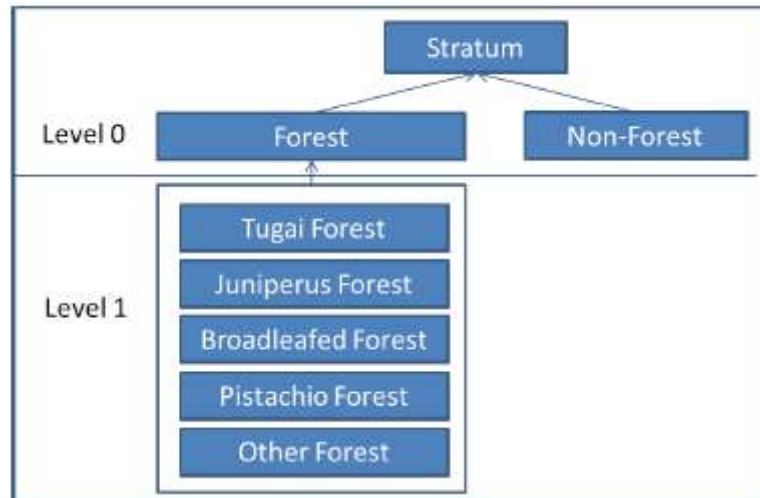 Stratum
Level 0
Forest
Non-Forest
Level 1
Tugai Forest
Juniperus Forest
Broadleafed Forest
Pistachio Forest
Other Forest